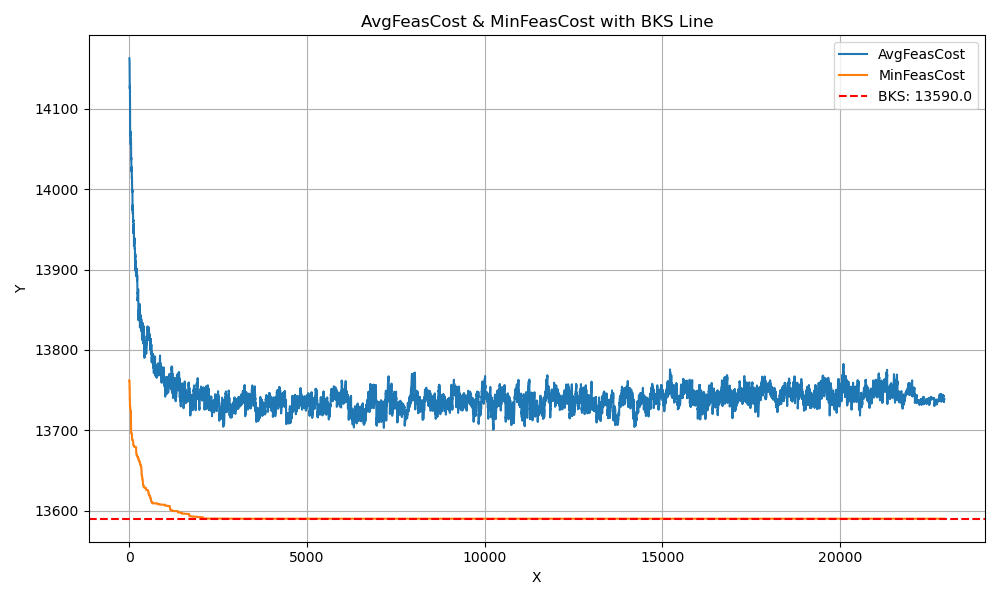 AvgFeasCost & MinFeasCost with BKS Line
AvgFeasCost
MinFeasCost
BKS: 13590.0
Y
14100
14000
13900
13800
13700
13600
0 5000 10000 15000 20000
X